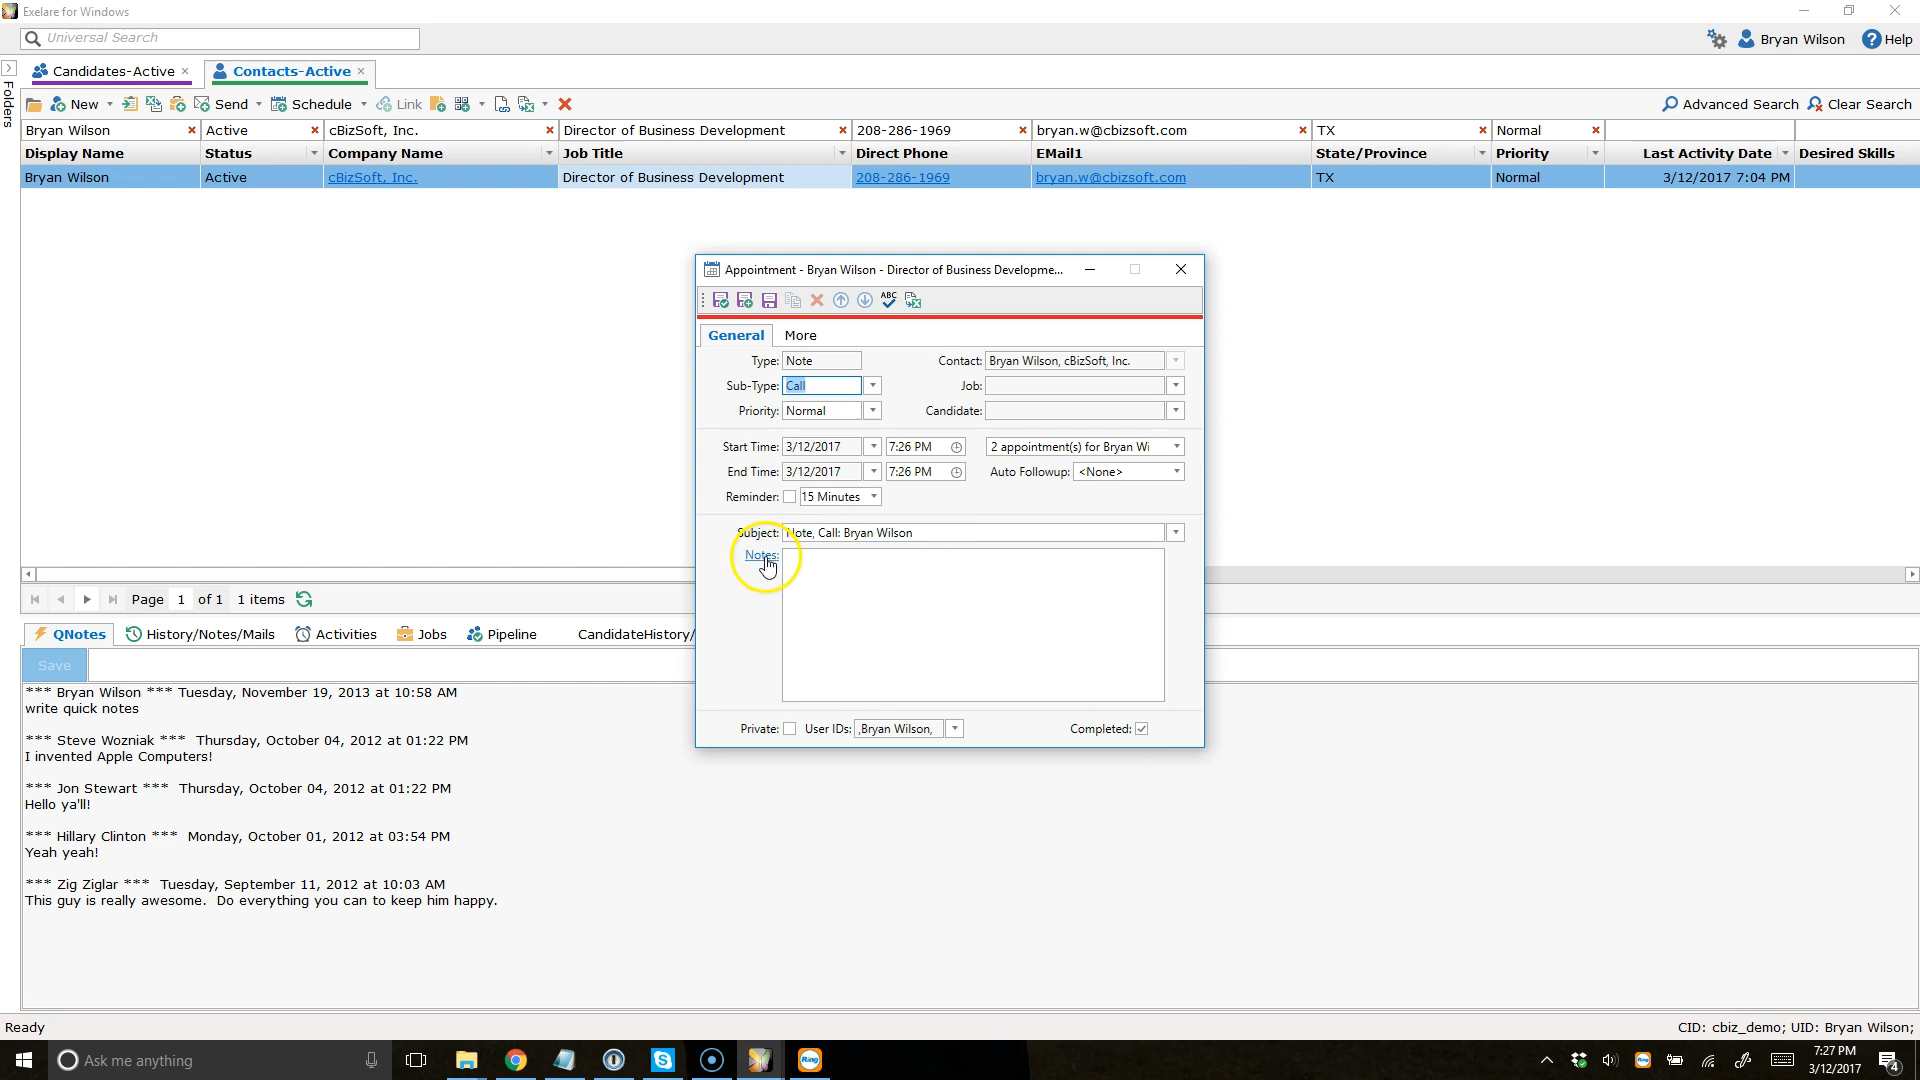 Exelare for Windows
Universal Search
Bryan Wilson
Help
Folders
Candidates-Active
Contacts-Active
New
Send
Schedule
Link
Advanced Search
Clear Search
Bryan Wilson Active cBizSoft, Inc. Director of Business Development 208-286-1969 bryan.w@cbizsoft.com TX Normal
Display Name Status Company Name Job Title Direct Phone EMail1 State/Province Priority Last Activity Date Desired Skills
Bryan Wilson Active cBizSoft, Inc. Director of Business Development 208-286-1969 bryan.w@cbizsoft.com TX Normal 3/12/2017 7:04 PM
Appointment - Bryan Wilson - Director of Business Developme...
ABC
General More
Type: Note Contact: Bryan Wilson, cBizSoft, Inc.
Sub-Type: Call Job:
Priority: Normal Candidate:
Start Time: 3/12/2017 7:26 PM 2 appointment(s) for Bryan Wi
End Time: 3/12/2017 7:26 PM Auto Followup: <None>
Reminder: 15 Minutes
Subject: Note, Call: Bryan Wilson
Notes:
Private: User IDs: ,Bryan Wilson, Completed:
Page 1 of 1 1 items
QNotes History/Notes/Mails Activities Jobs Pipeline CandidateHistory/
Save
*** Bryan Wilson *** Tuesday, November 19, 2013 at 10:58 AM
write quick notes
*** Steve Wozniak *** Thursday, October 04, 2012 at 01:22 PM
I invented Apple Computers!
*** Jon Stewart *** Thursday, October 04, 2012 at 01:22 PM
Hello ya'll!
*** Hillary Clinton *** Monday, October 01, 2012 at 03:54 PM
Yeah yeah!
*** Zig Ziglar *** Tuesday, September 11, 2012 at 10:03 AM
This guy is really awesome. Do everything you can to keep him happy.
Ready
CID: cbiz_demo; UID: Bryan Wilson;
Ask me anything
Ring
Ring
7:27 PM
3/12/2017
4